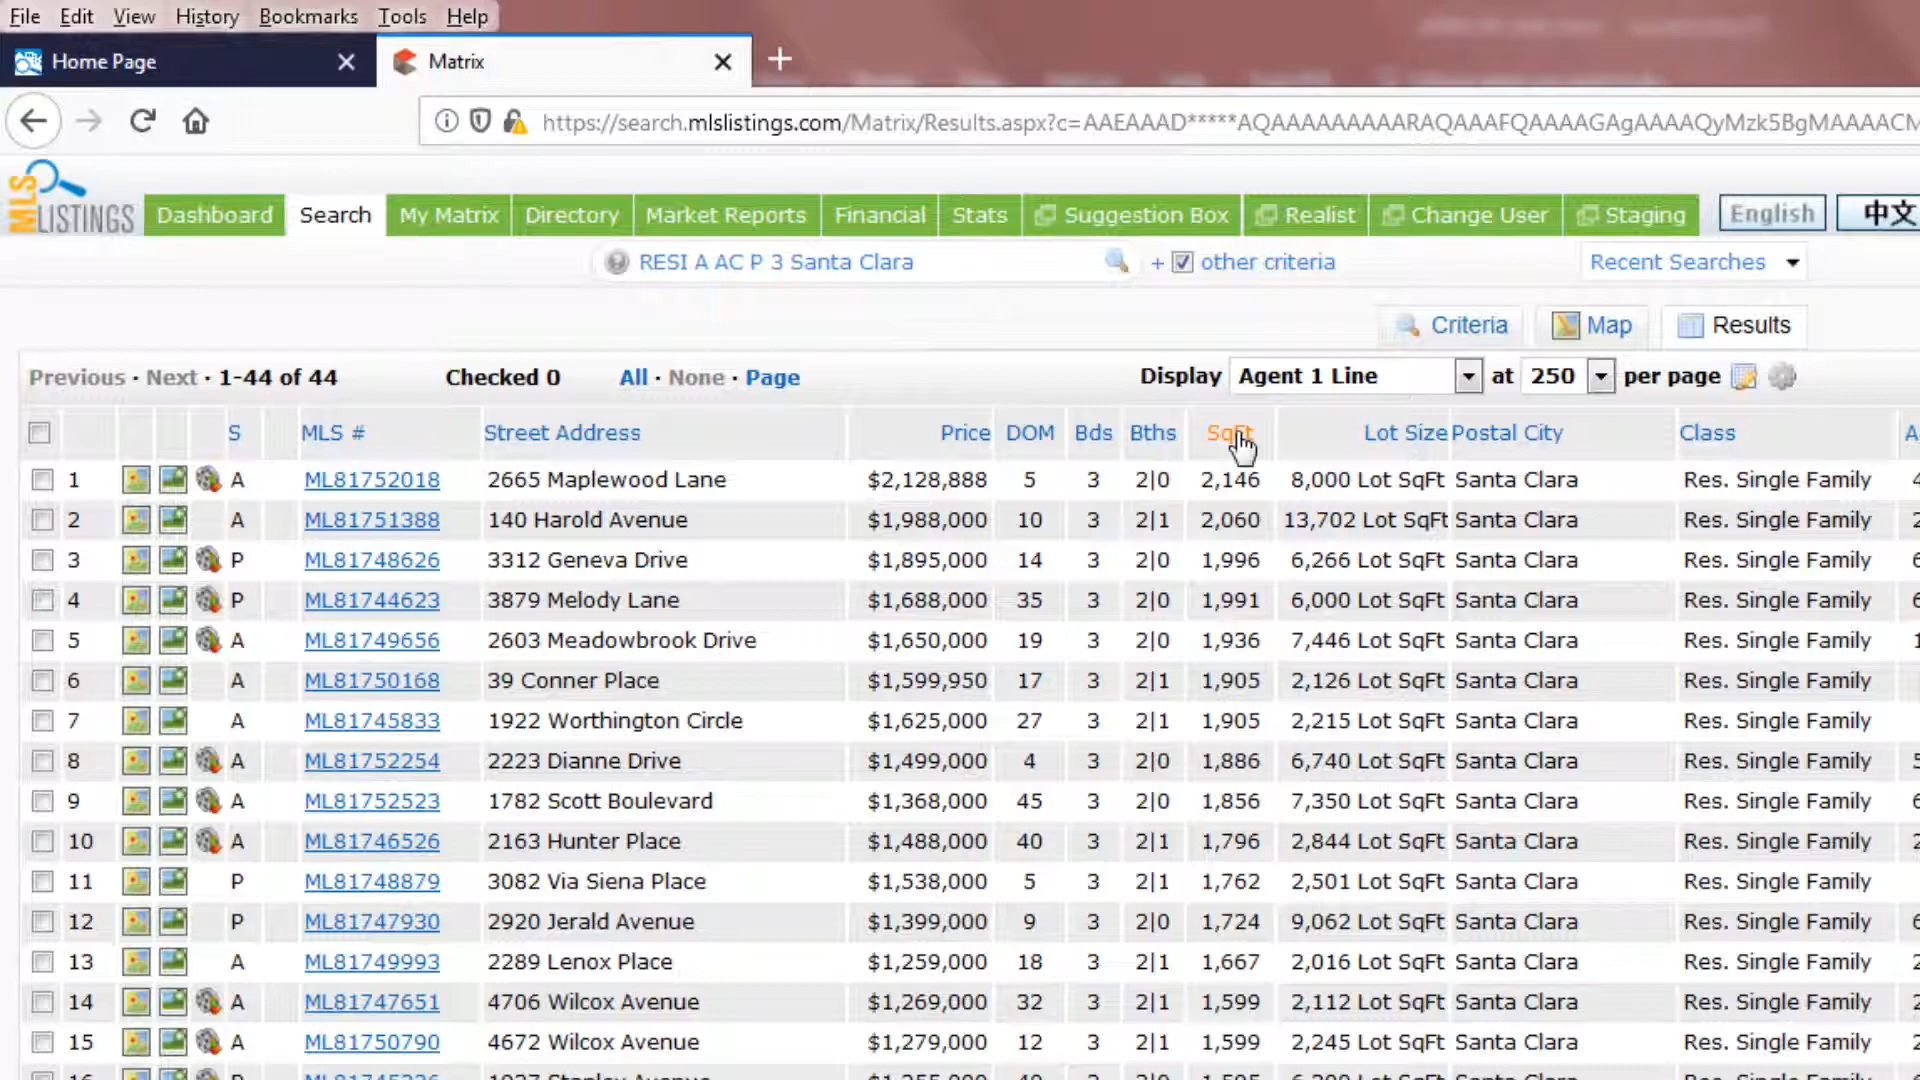 File Edit View History Bookmarks Tools Help
Home Page Matrix
https://search.mlslistings.com/Matrix/Results.aspx?c=AAEAAAD*****AQAAAAAAAAARAQAAAFQAAAAGAgAAAAQyMzk5BgMAAAACM
MLS LISTINGS Dashboard Search My Matrix Directory Market Reports Financial Stats Suggestion Box Realist Change User Staging English 中文
RESI A AC P 3 Santa Clara + other criteria Recent Searches
Criteria Map Results
Previous · Next · 1-44 of 44 Checked 0 All · None · Page Display Agent 1 Line at 250 per page
S MLS # Street Address Price DOM Bds Bths SqFt Lot Size Postal City Class A
1 A ML81752018 2665 Maplewood Lane $2,128,888 5 3 2|0 2,146 8,000 Lot SqFt Santa Clara Res. Single Family 4
2 A ML81751388 140 Harold Avenue $1,988,000 10 3 2|1 2,060 13,702 Lot SqFt Santa Clara Res. Single Family 2
3 P ML81748626 3312 Geneva Drive $1,895,000 14 3 2|0 1,996 6,266 Lot SqFt Santa Clara Res. Single Family 6
4 P ML81744623 3879 Melody Lane $1,688,000 35 3 2|0 1,991 6,000 Lot SqFt Santa Clara Res. Single Family 6
5 A ML81749656 2603 Meadowbrook Drive $1,650,000 19 3 2|0 1,936 7,446 Lot SqFt Santa Clara Res. Single Family 1
6 A ML81750168 39 Conner Place $1,599,950 17 3 2|1 1,905 2,126 Lot SqFt Santa Clara Res. Single Family
7 A ML81745833 1922 Worthington Circle $1,625,000 27 3 2|1 1,905 2,215 Lot SqFt Santa Clara Res. Single Family
8 A ML81752254 2223 Dianne Drive $1,499,000 4 3 2|0 1,886 6,740 Lot SqFt Santa Clara Res. Single Family 5
9 A ML81752523 1782 Scott Boulevard $1,368,000 45 3 2|0 1,856 7,350 Lot SqFt Santa Clara Res. Single Family 6
10 A ML81746526 2163 Hunter Place $1,488,000 40 3 2|1 1,796 2,844 Lot SqFt Santa Clara Res. Single Family 2
11 P ML81748879 3082 Via Siena Place $1,538,000 5 3 2|1 1,762 2,501 Lot SqFt Santa Clara Res. Single Family
12 P ML81747930 2920 Jerald Avenue $1,399,000 9 3 2|0 1,724 9,062 Lot SqFt Santa Clara Res. Single Family 6
13 A ML81749993 2289 Lenox Place $1,259,000 18 3 2|1 1,667 2,016 Lot SqFt Santa Clara Res. Single Family 2
14 A ML81747651 4706 Wilcox Avenue $1,269,000 32 3 2|1 1,599 2,112 Lot SqFt Santa Clara Res. Single Family 2
15 A ML81750790 4672 Wilcox Avenue $1,279,000 12 3 2|1 1,599 2,245 Lot SqFt Santa Clara Res. Single Family 2